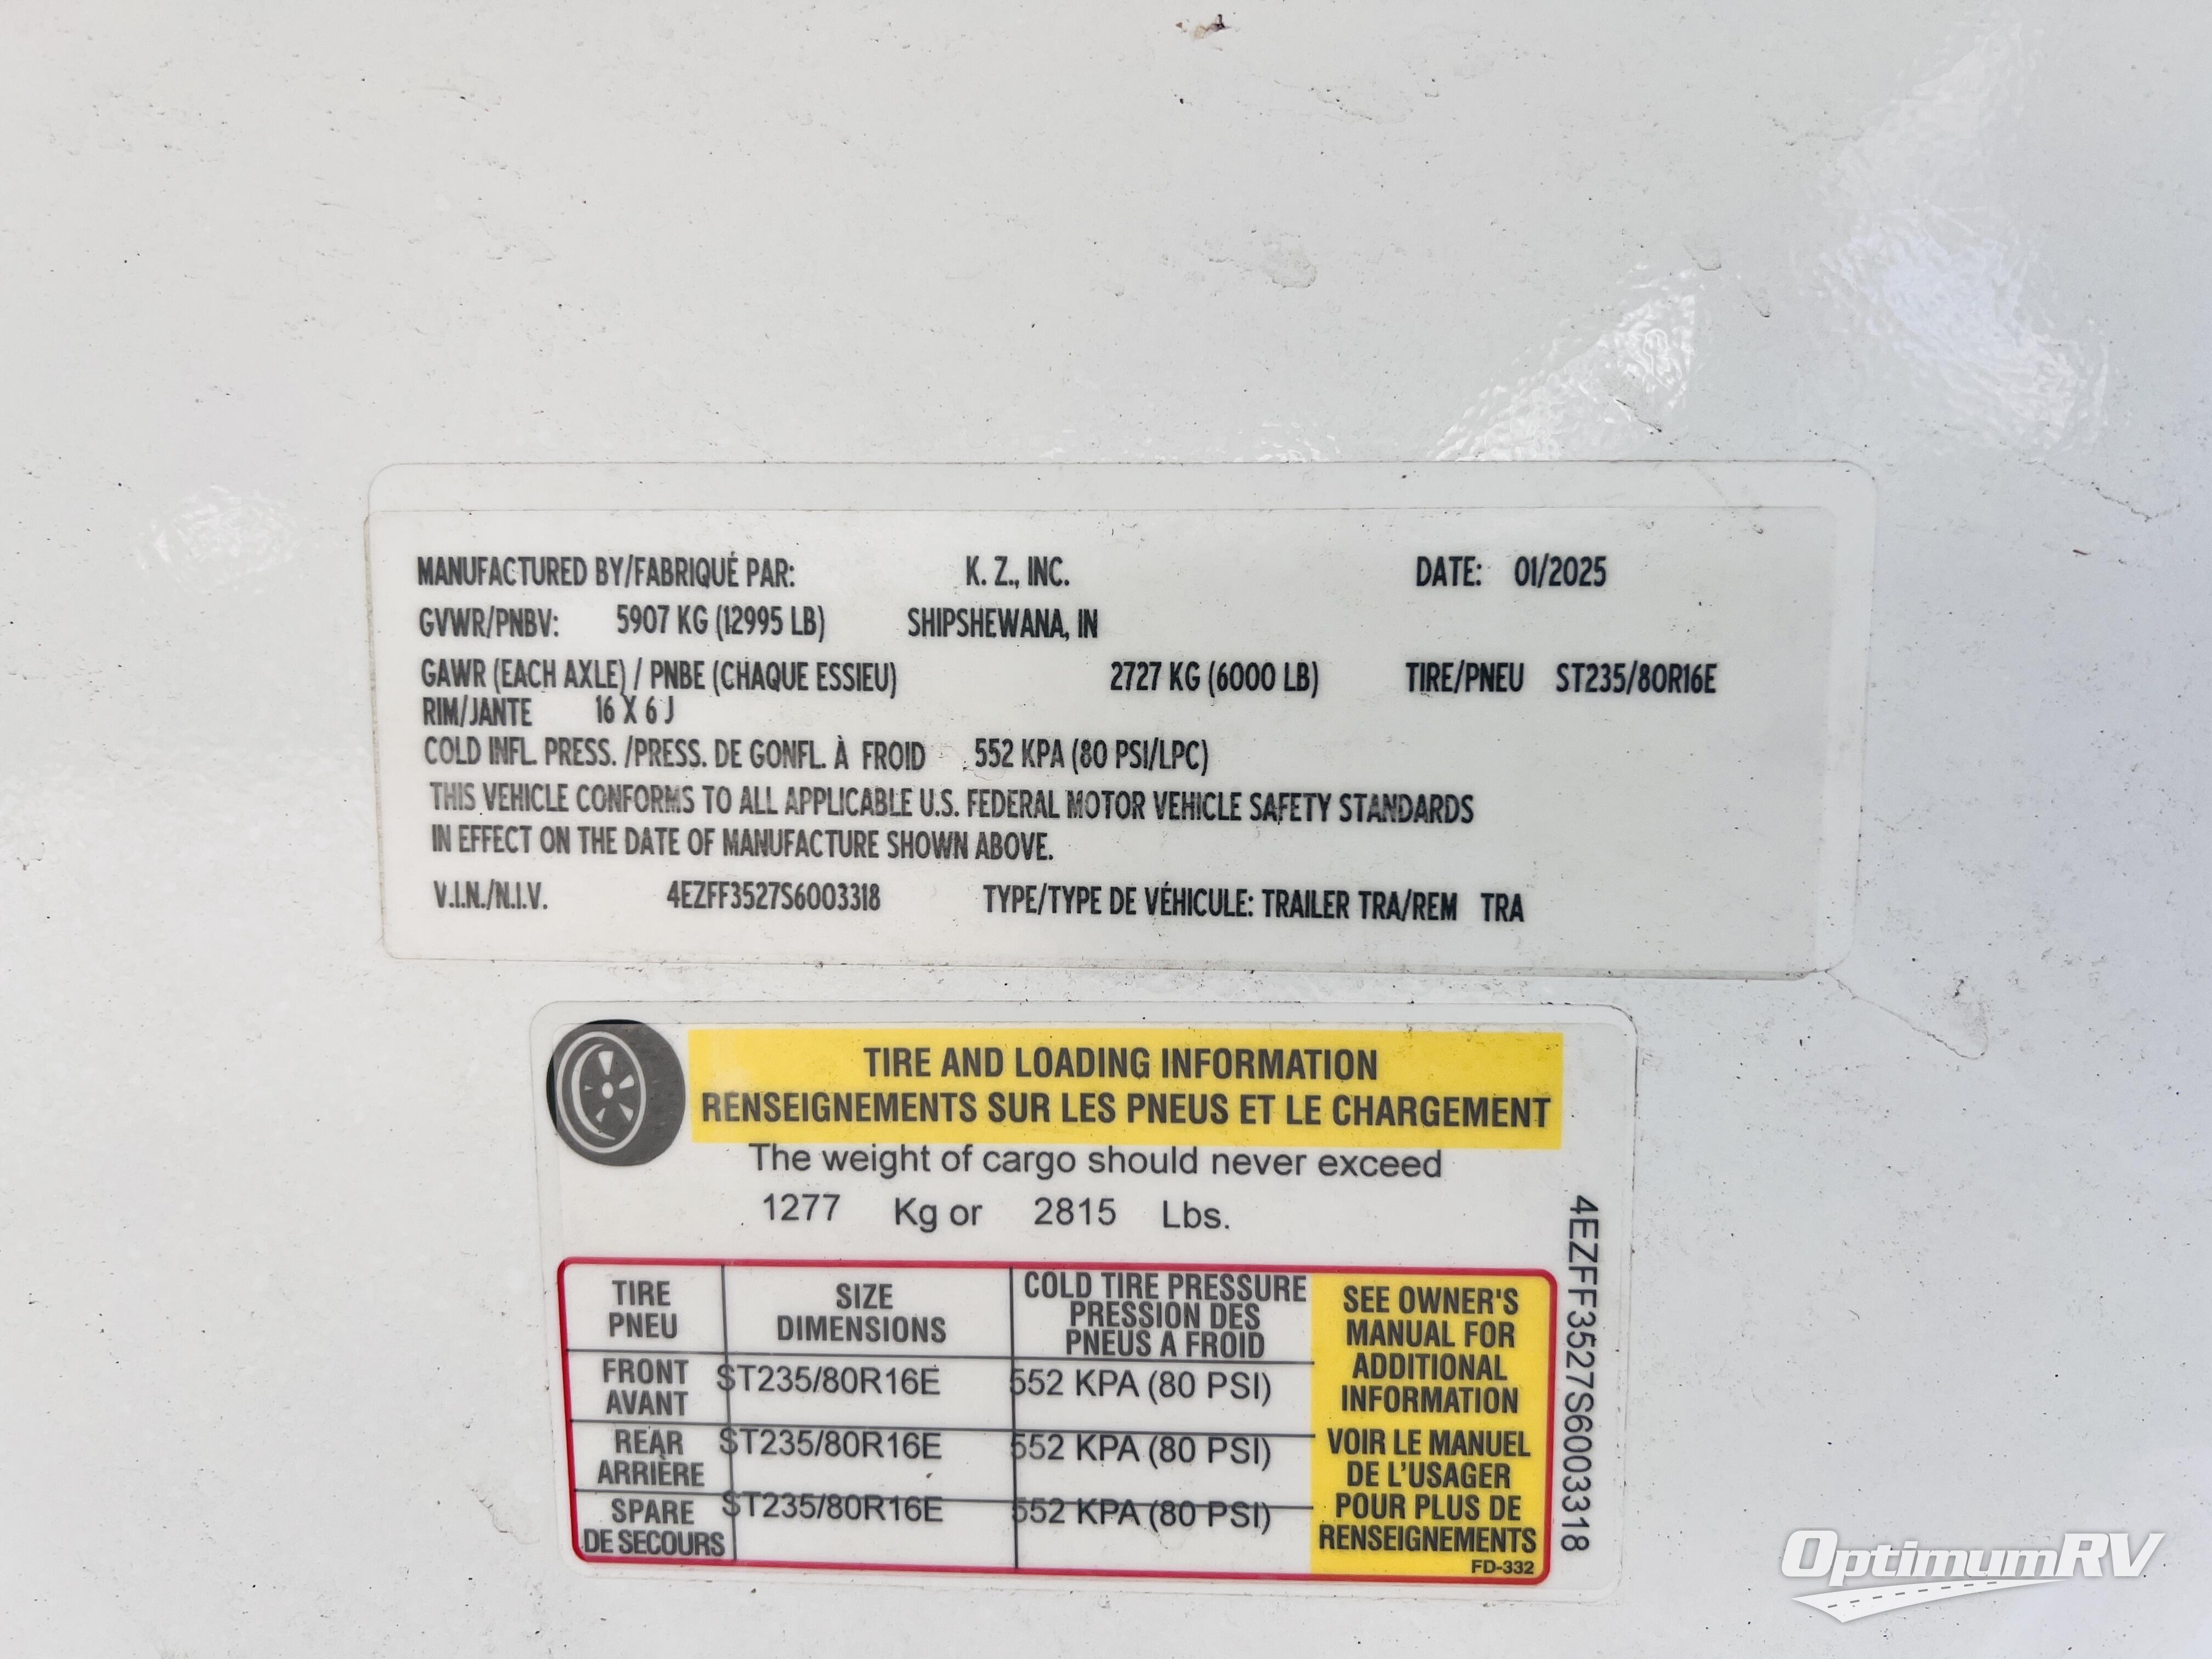 MANUFACTURED BY/FABRIQUÉ PAR: K. Z., INC. DATE: 01/2025
GVWR/PNBV: 5907 KG (12995 LB) SHIPSHEWANA, IN
GAWR (EACH AXLE) / PNBE (CHAQUE ESSIEU) 2727 KG (6000 LB) TIRE/PNEU ST235/80R16E
RIM/JANTE 16 X 6 J
COLD INFL. PRESS. /PRESS. DE GONFL. À FROID 552 KPA (80 PSI/LPC)
THIS VEHICLE CONFORMS TO ALL APPLICABLE U.S. FEDERAL MOTOR VEHICLE SAFETY STANDARDS
IN EFFECT ON THE DATE OF MANUFACTURE SHOWN ABOVE.
V.I.N./N.I.V. 4EZFF3527S6003318 TYPE/TYPE DE VÉHICULE: TRAILER TRA/REM TRA
TIRE AND LOADING INFORMATION
RENSEIGNEMENTS SUR LES PNEUS ET LE CHARGEMENT
The weight of cargo should never exceed
1277 Kg or 2815 Lbs.
TIRE
PNEU
SIZE
DIMENSIONS
COLD TIRE PRESSURE
PRESSION DES
PNEUS A FROID
FRONT
AVANT
ST235/80R16E
552 KPA (80 PSI)
REAR
ARRIÈRE
ST235/80R16E
552 KPA (80 PSI)
SPARE
DE SECOURS
ST235/80R16E
552 KPA (80 PSI)
SEE OWNER'S
MANUAL FOR
ADDITIONAL
INFORMATION
VOIR LE MANUEL
DE L'USAGER
POUR PLUS DE
RENSEIGNEMENTS
FD-332
4EZFF3527S6003318
OptimumRV